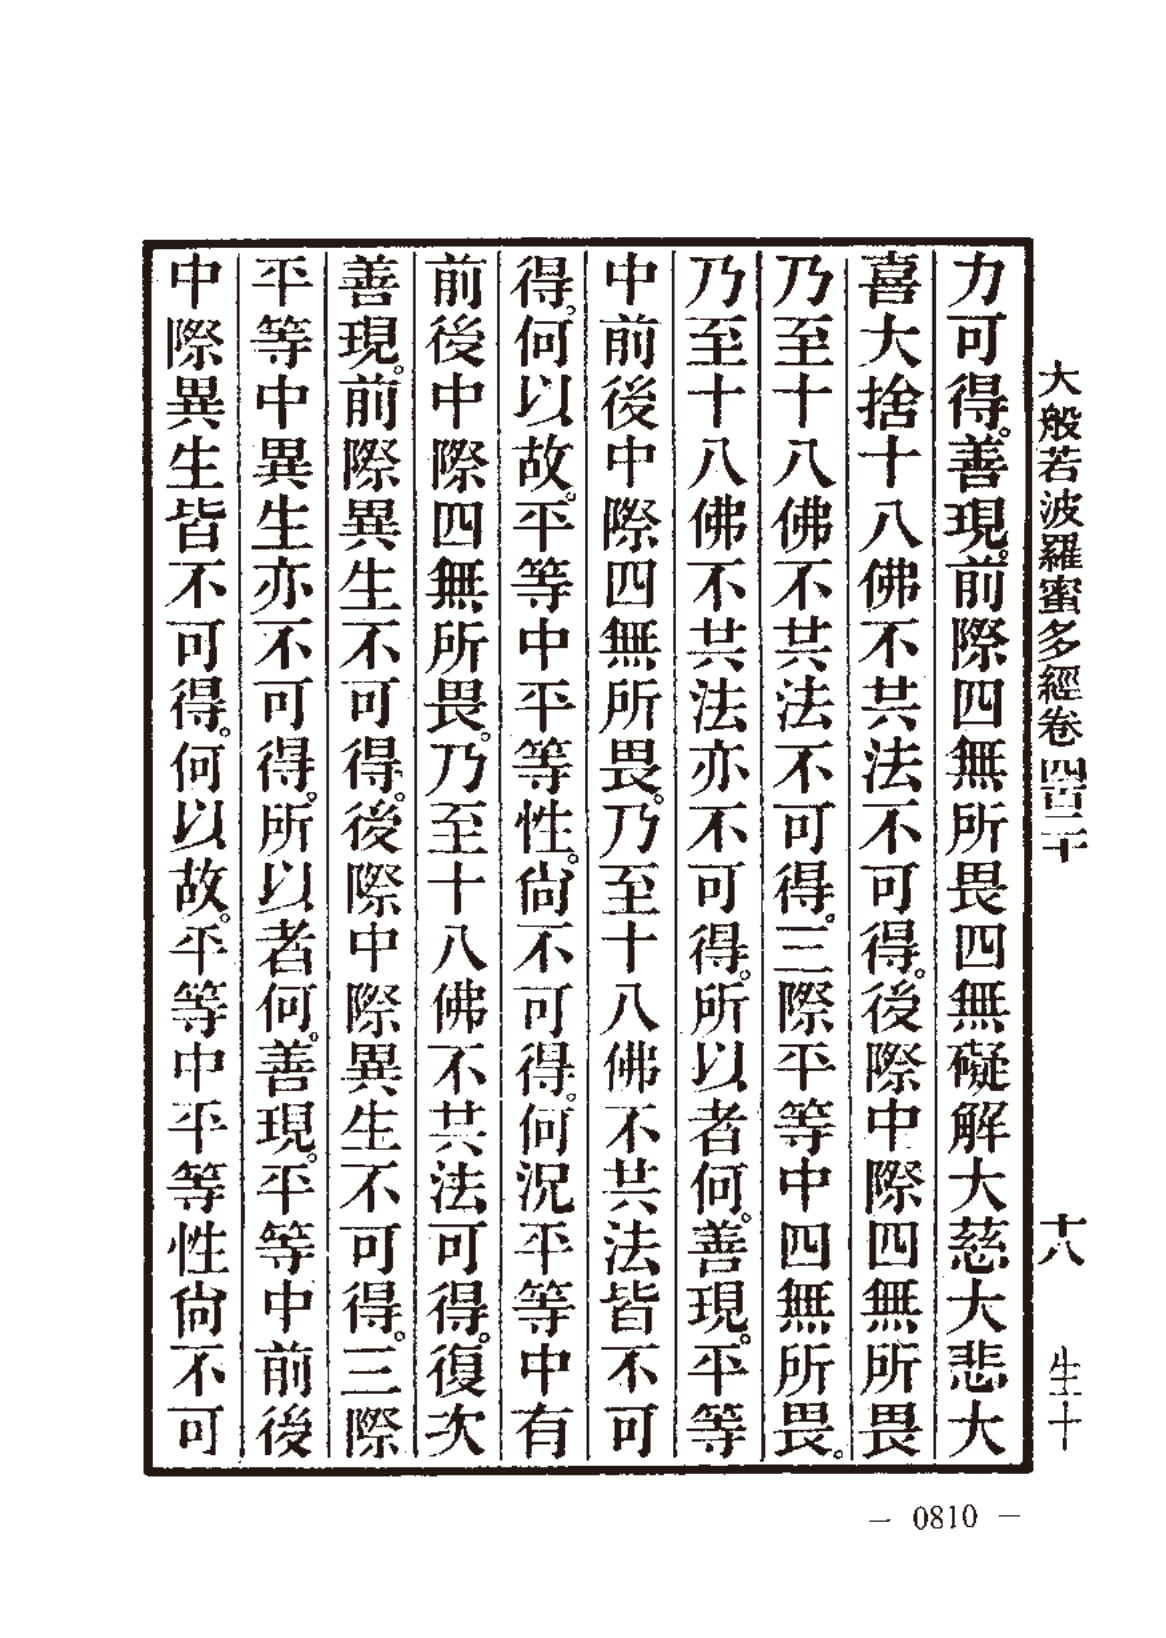 大般若波羅蜜多經卷四百二十　十八　生十
力可得。善現。前際四無所畏四無礙解大慈大悲大
喜大捨十八佛不共法不可得。後際中際四無所畏
乃至十八佛不共法不可得。三際平等中四無所畏。
乃至十八佛不共法亦不可得。所以者何。善現。平等
中前後中際四無所畏。乃至十八佛不共法皆不可
得。何以故。平等中平等性。尙不可得。何況平等中有
前後中際四無所畏。乃至十八佛不共法可得。復次
善現。前際異生不可得。後際中際異生不可得。三際
平等中異生亦不可得。所以者何。善現。平等中前後
中際異生皆不可得。何以故。平等中平等性尙不可
— 0810 —